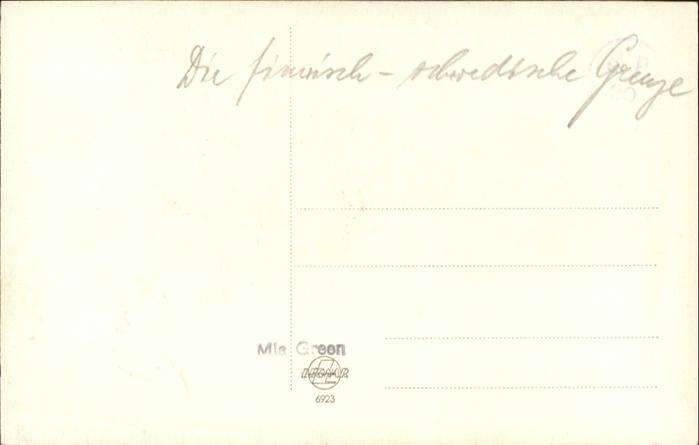 Die finnisch - schwedische Grenze
Mia Green
6923